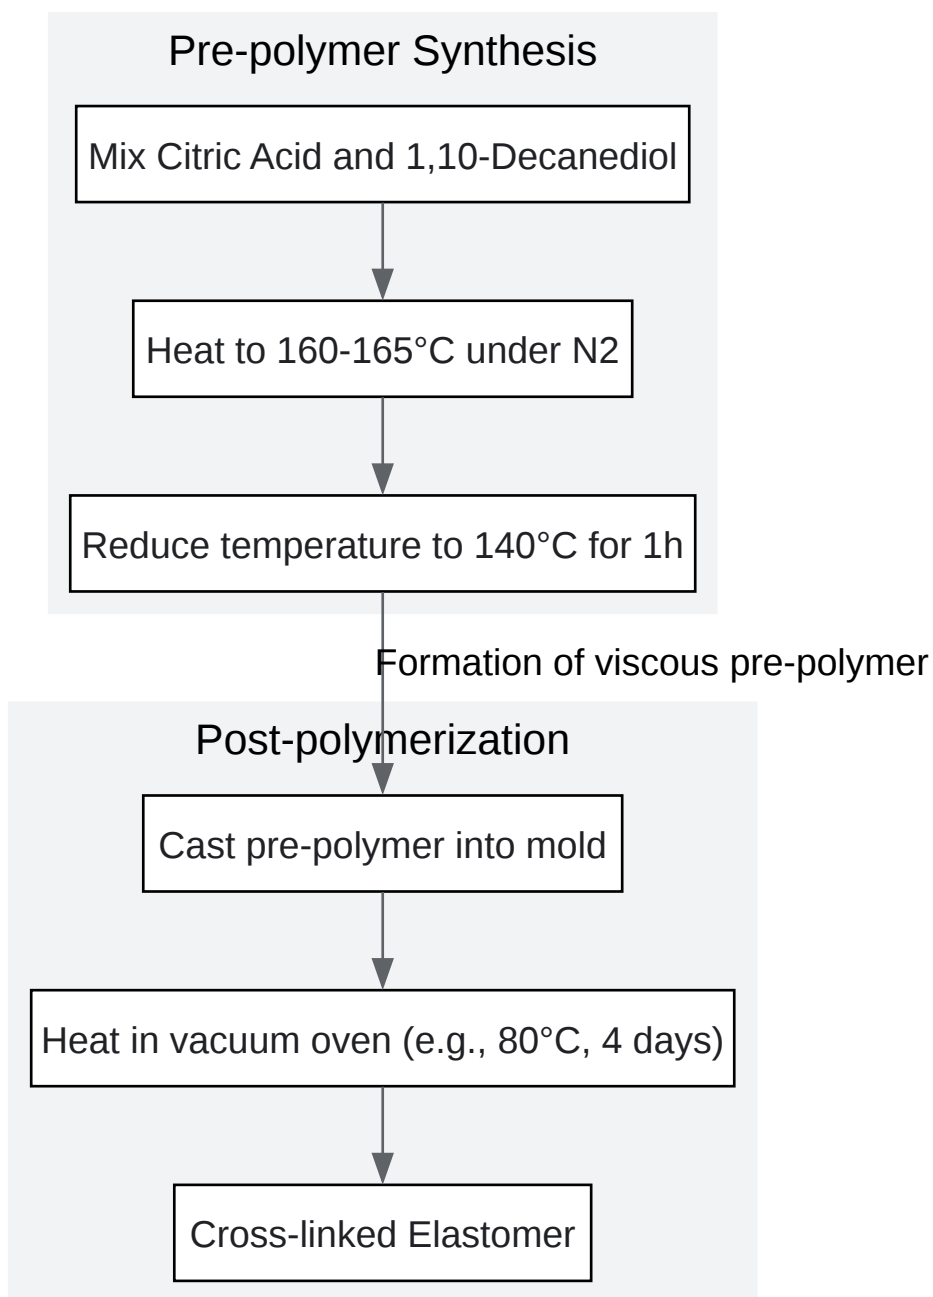 Pre-polymer Synthesis
Mix Citric Acid and 1,10-Decanediol
Heat to 160-165°C under N2
Reduce temperature to 140°C for 1h
Formation of viscous pre-polymer
Post-polymerization
Cast pre-polymer into mold
Heat in vacuum oven (e.g., 80°C, 4 days)
Cross-linked Elastomer